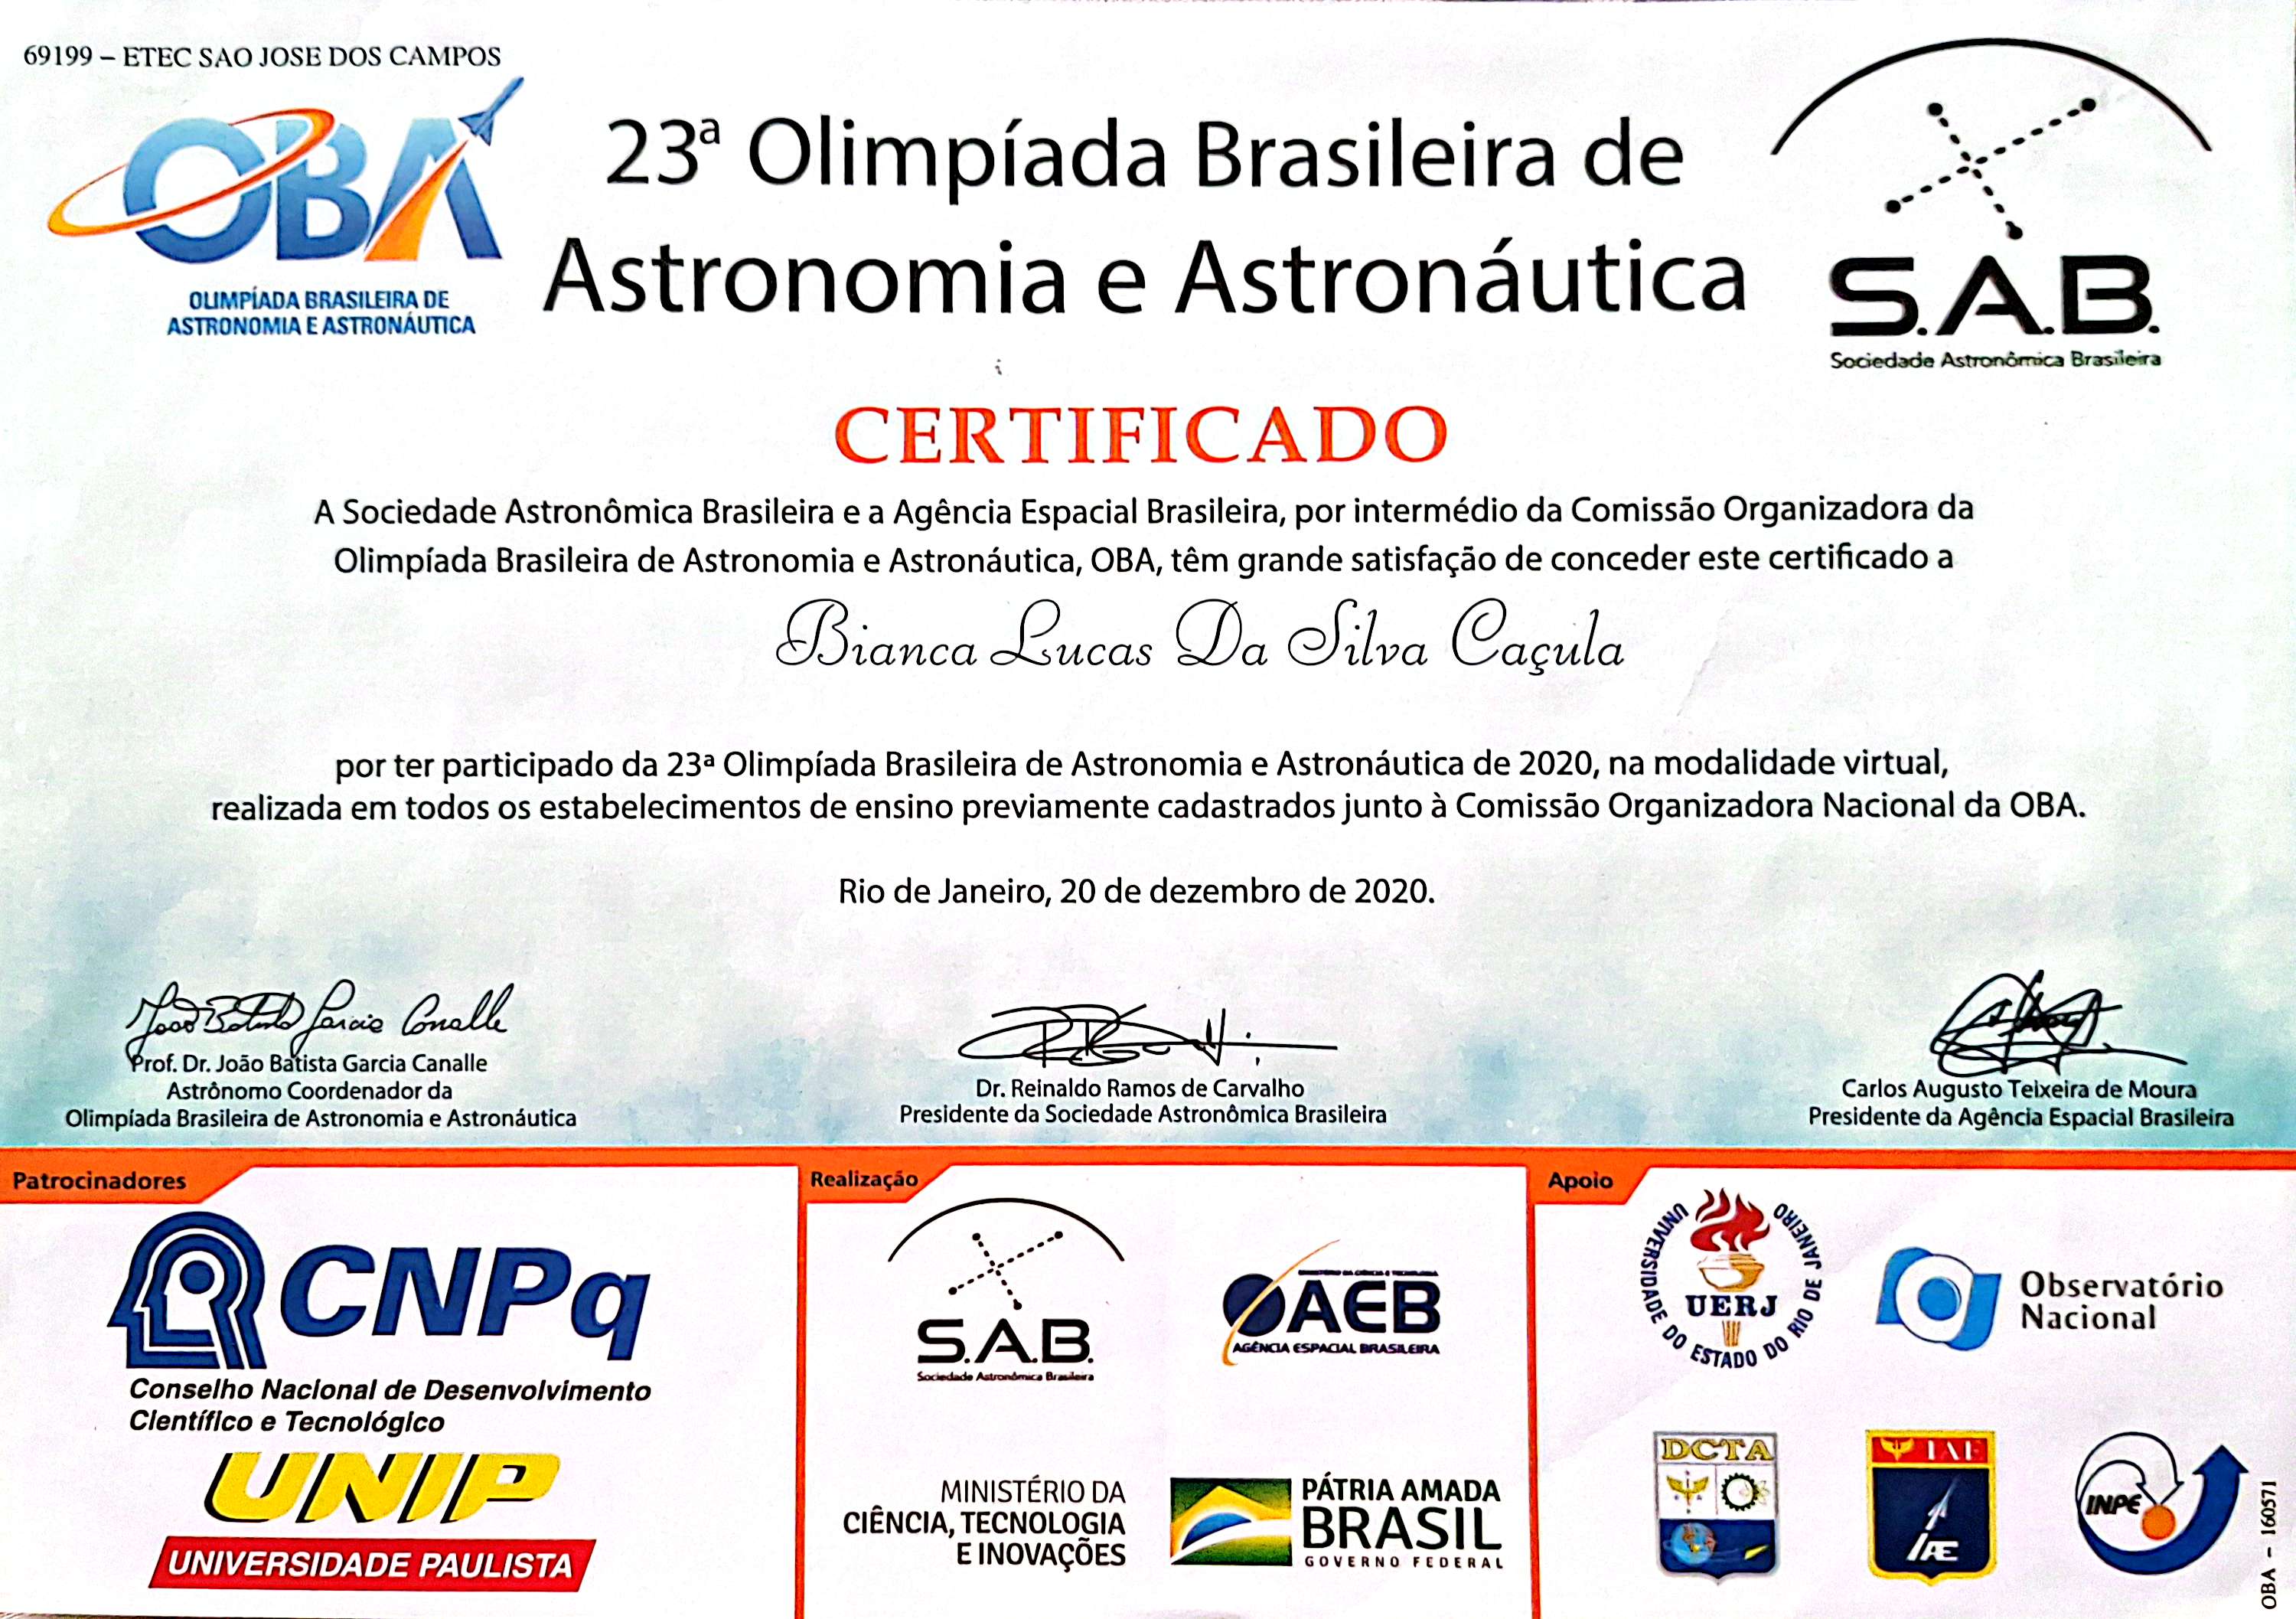 69199 – ETEC SAO JOSE DOS CAMPOS
OBA
OLIMPÍADA BRASILEIRA DE
ASTRONOMIA E ASTRONÁUTICA
23ª Olimpíada Brasileira de
Astronomia e Astronáutica
S.A.B.
Sociedade Astronômica Brasileira
CERTIFICADO
A Sociedade Astronômica Brasileira e a Agência Espacial Brasileira, por intermédio da Comissão Organizadora da
Olimpíada Brasileira de Astronomia e Astronáutica, OBA, têm grande satisfação de conceder este certificado a
Bianca Lucas Da Silva Caçula
por ter participado da 23ª Olimpíada Brasileira de Astronomia e Astronáutica de 2020, na modalidade virtual,
realizada em todos os estabelecimentos de ensino previamente cadastrados junto à Comissão Organizadora Nacional da OBA.
Rio de Janeiro, 20 de dezembro de 2020.
João Batista Garcia Canalle
Prof. Dr. João Batista Garcia Canalle
Astrônomo Coordenador da
Olimpíada Brasileira de Astronomia e Astronáutica
Dr. Reinaldo Ramos de Carvalho
Presidente da Sociedade Astronômica Brasileira
Carlos Augusto Teixeira de Moura
Presidente da Agência Espacial Brasileira
Patrocinadores
CNPq
Conselho Nacional de Desenvolvimento
Científico e Tecnológico
UNIP
UNIVERSIDADE PAULISTA
Realização
S.A.B.
Sociedade Astronômica Brasileira
AEB
AGÊNCIA ESPACIAL BRASILEIRA
MINISTÉRIO DA
CIÊNCIA, TECNOLOGIA
E INOVAÇÕES
PÁTRIA AMADA
BRASIL
GOVERNO FEDERAL
Apoio
UNIVERSIDADE DO ESTADO DO RIO DE JANEIRO
UERJ
Observatório
Nacional
DCTA
IAE
IAE
INPE
OBA – 160571